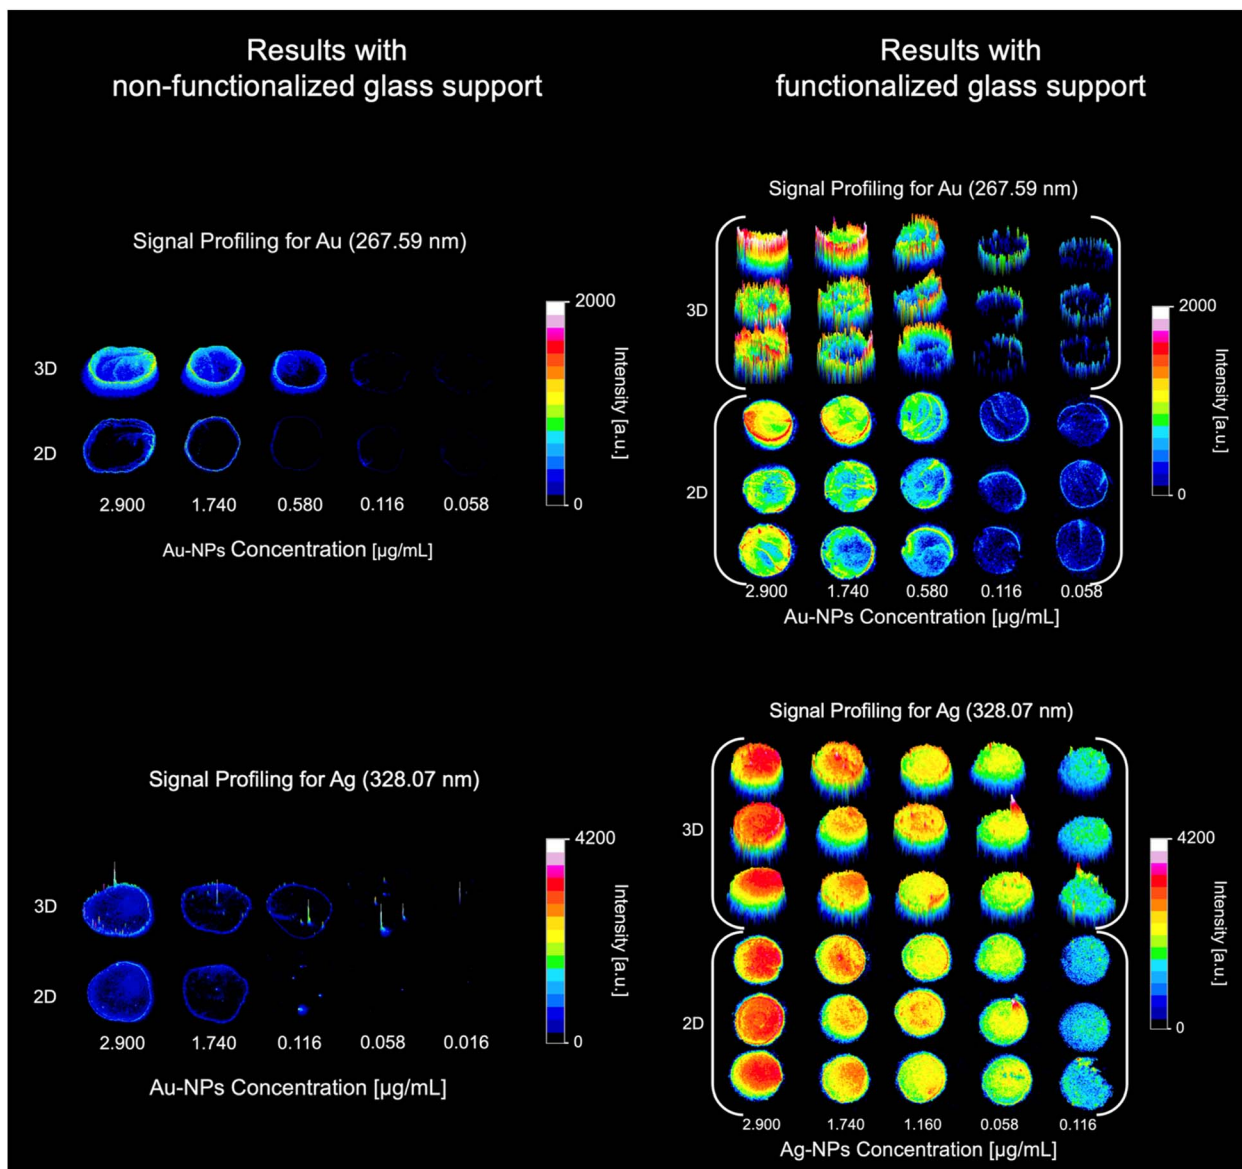 Results with
non-functionalized glass support
Signal Profiling for Au (267.59 nm)
3D
2D
2.900 1.740 0.580 0.116 0.058
Au-NPs Concentration [µg/mL]
2000
Intensity [a.u.]
0
Signal Profiling for Ag (328.07 nm)
3D
2D
2.900 1.740 0.116 0.058 0.016
Au-NPs Concentration [µg/mL]
4200
Intensity [a.u.]
0
Results with
functionalized glass support
Signal Profiling for Au (267.59 nm)
3D
2D
2.900 1.740 0.580 0.116 0.058
Au-NPs Concentration [µg/mL]
2000
Intensity [a.u.]
0
Signal Profiling for Ag (328.07 nm)
3D
2D
2.900 1.740 1.160 0.058 0.116
Ag-NPs Concentration [µg/mL]
4200
Intensity [a.u.]
0